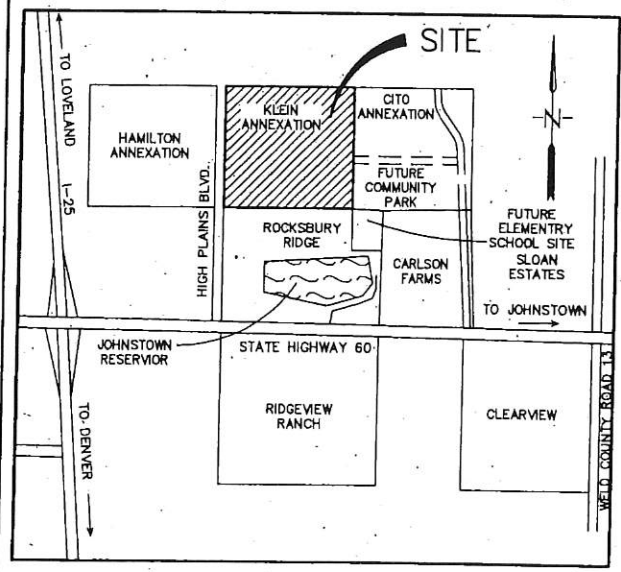 SITE
TO LOVELAND
I-25
KLEIN
ANNEXATION
CITO
ANNEXATION
N
HAMILTON
ANNEXATION
HIGH PLAINS BLVD.
FUTURE
COMMUNITY
PARK
ROCKSBURY
RIDGE
FUTURE
ELEMENTRY
SCHOOL SITE
SLOAN
ESTATES
CARLSON
FARMS
TO JOHNSTOWN
JOHNSTOWN
RESERVIOR
STATE HIGHWAY 60
RIDGEVIEW
RANCH
CLEARVIEW
TO DENVER
WELD COUNTY ROAD 13